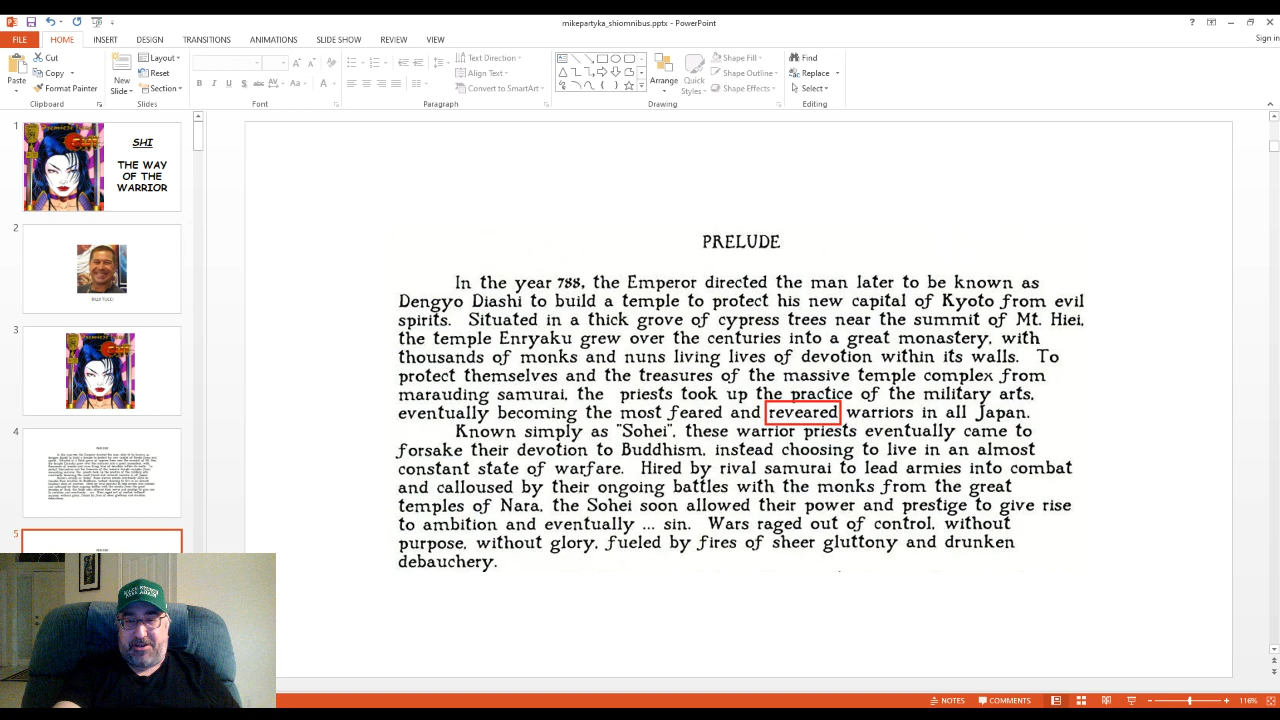 mikepartyka_shiomnibus.pptx - PowerPoint
?
Sign in
FILE HOME INSERT DESIGN TRANSITIONS ANIMATIONS SLIDE SHOW REVIEW VIEW
Cut
Copy
Format Painter
Paste
Clipboard
New
Slide
Layout
Reset
Section
Slides
B I U S abc AV Aa A
Font
Text Direction
Align Text
Convert to SmartArt
Paragraph
Arrange
Quick
Styles
Shape Fill
Shape Outline
Shape Effects
Drawing
Find
Replace
Select
Editing
1
SHI
THE WAY
OF THE
WARRIOR
2
BILLY TUCCI
3
4
5
PRELUDE
In the year 788, the Emperor directed the man later to be known as
Dengyo Diashi to build a temple to protect his new capital of Kyoto from evil
spirits. Situated in a thick grove of cypress trees near the summit of Mt. Hiei,
the temple Enryaku grew over the centuries into a great monastery, with
thousands of monks and nuns living lives of devotion within its walls. To
protect themselves and the treasures of the massive temple complex from
marauding samurai, the priests took up the practice of the military arts,
eventually becoming the most feared and reveared warriors in all Japan.
Known simply as "Sohei", these warrior priests eventually came to
forsake their devotion to Buddhism, instead choosing to live in an almost
constant state of warfare. Hired by rival samurai to lead armies into combat
and calloused by their ongoing battles with the monks from the great
temples of Nara, the Sohei soon allowed their power and prestige to give rise
to ambition and eventually ... sin. Wars raged out of control, without
purpose, without glory, fueled by fires of sheer gluttony and drunken
debauchery.
NOTES COMMENTS 116%